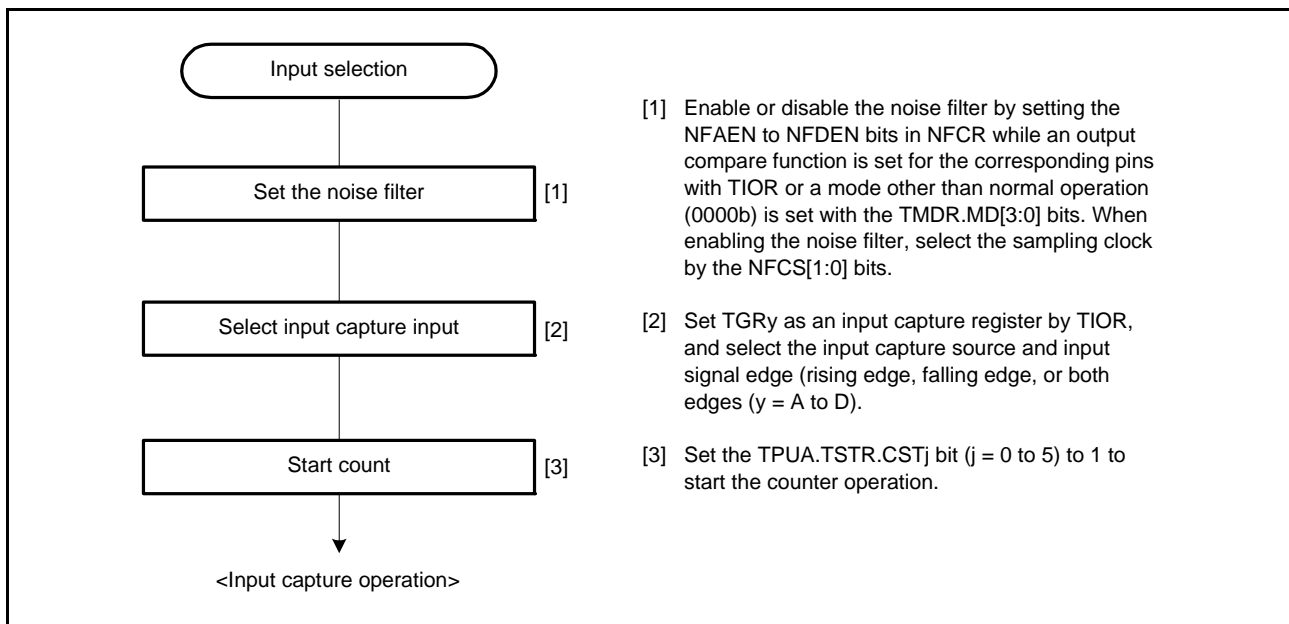 Input selection
Set the noise filter
[1]
Select input capture input
[2]
Start count
[3]
<Input capture operation>
[1] Enable or disable the noise filter by setting the
NFAEN to NFDEN bits in NFCR while an output
compare function is set for the corresponding pins
with TIOR or a mode other than normal operation
(0000b) is set with the TMDR.MD[3:0] bits. When
enabling the noise filter, select the sampling clock
by the NFCS[1:0] bits.
[2] Set TGRy as an input capture register by TIOR,
and select the input capture source and input
signal edge (rising edge, falling edge, or both
edges (y = A to D).
[3] Set the TPUA.TSTR.CSTj bit (j = 0 to 5) to 1 to
start the counter operation.